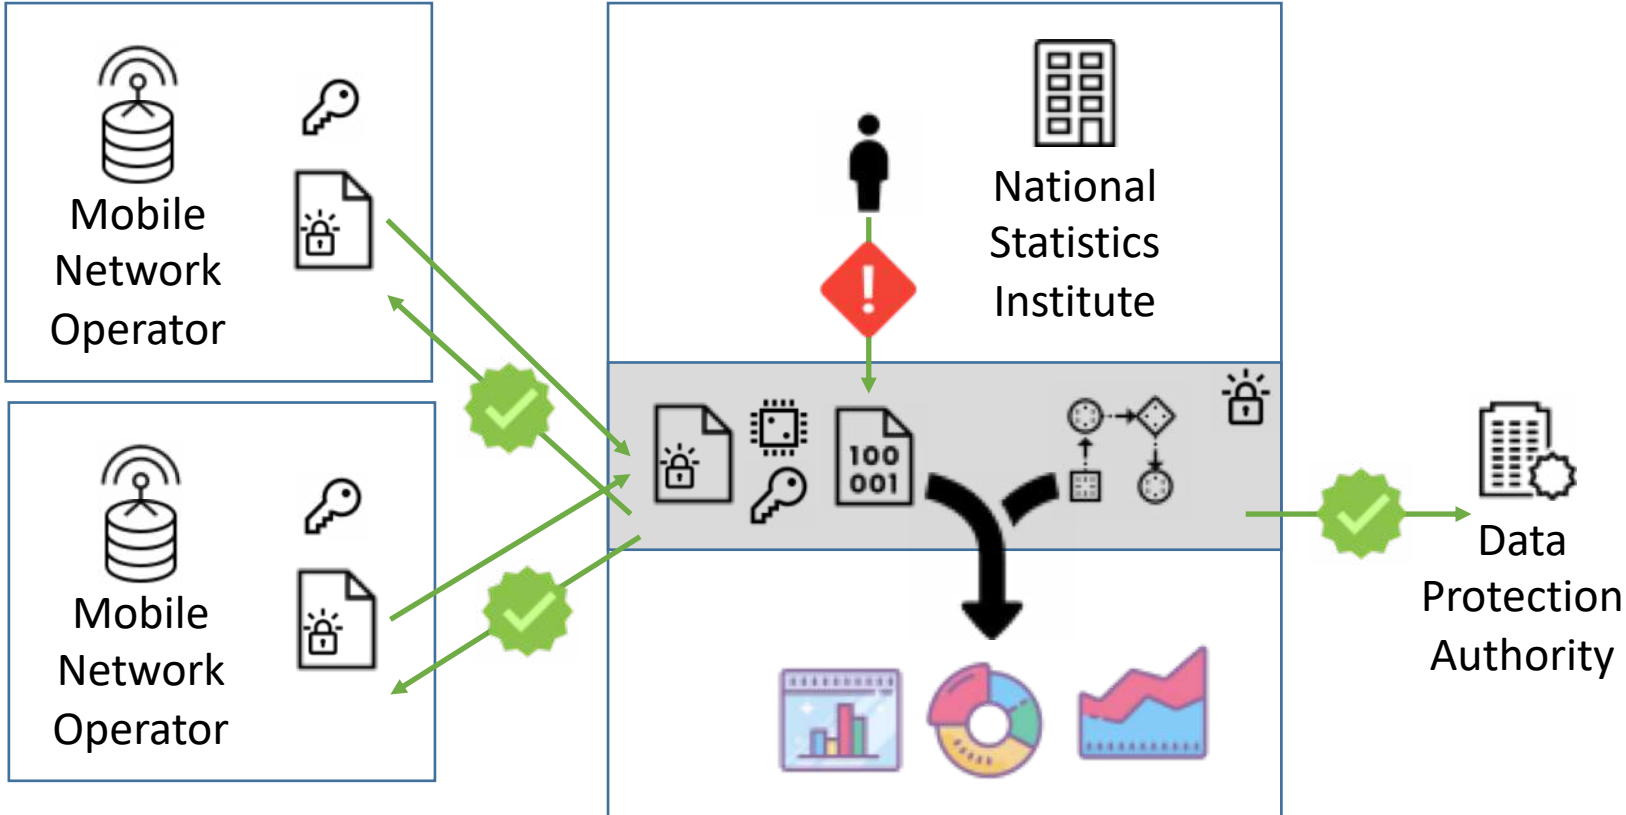 Mobile
Network
Operator
Mobile
Network
Operator
National
Statistics
Institute
!
100
001
Data
Protection
Authority